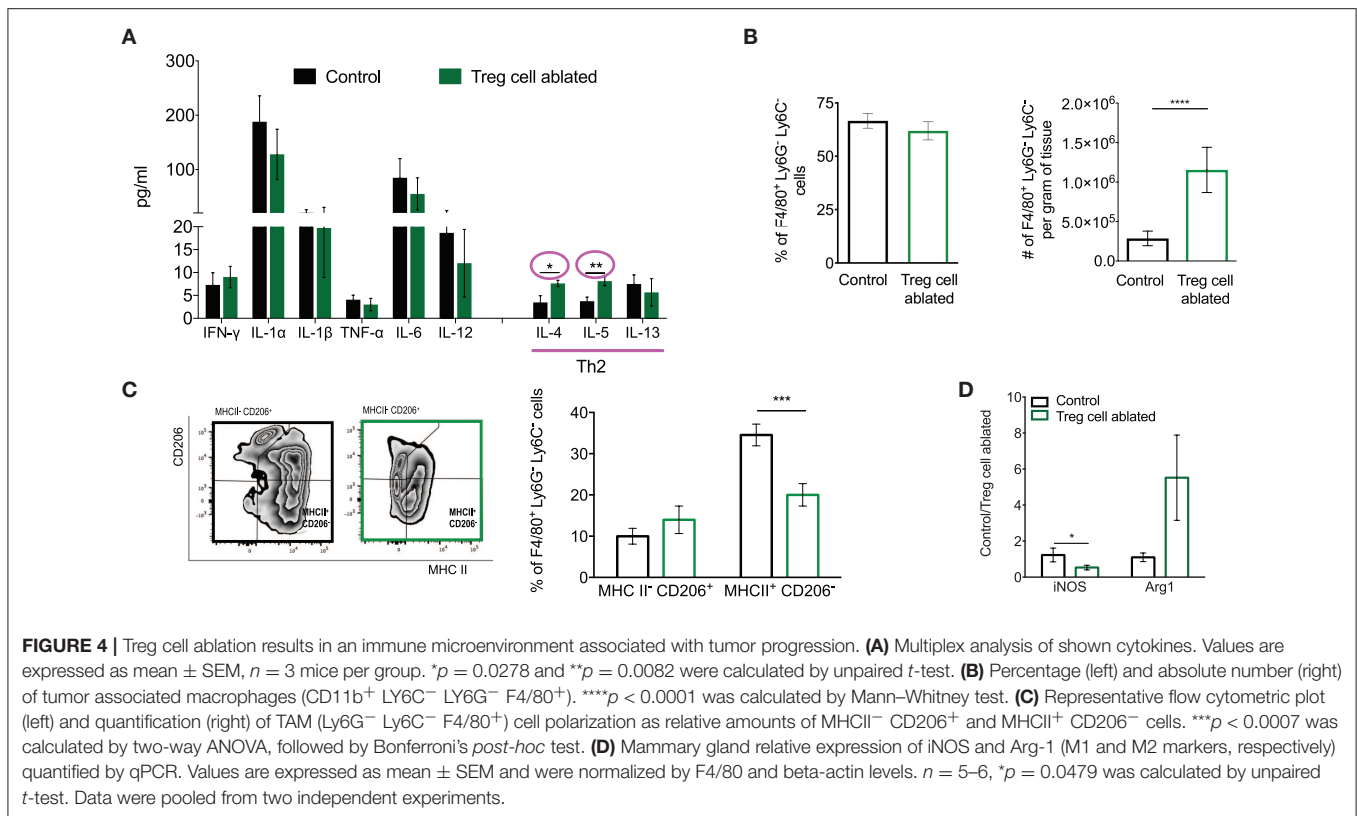 A
300
200
100
20
15
10
5
0
pg/ml
Control
Treg cell ablated
*
**
IFN-γ IL-1α IL-1β TNF-α IL-6 IL-12 IL-4 IL-5 IL-13
Th2
B
75
50
25
0
% of F4/80⁺ Ly6G⁻ Ly6C⁻
cells
Control
Treg cell
ablated
2.0×10⁶
1.5×10⁶
1.0×10⁶
5.0×10⁵
0.0
# of F4/80⁺ Ly6G⁻ Ly6C⁻
per gram of tissue
****
Control
Treg cell
ablated
C
MHCII⁻ CD206⁺
MHCII⁻ CD206⁺
CD206
10⁵
10⁴
10³
0
-10³
MHCII⁺
CD206⁻
MHCII⁺
CD206⁻
MHC II
40
30
20
10
0
% of F4/80⁺ Ly6G⁻ Ly6C⁻ cells
***
MHC II⁻ CD206⁺
MHCII⁺ CD206⁻
D
10
8
6
4
2
0
Control/Treg cell ablated
Control
Treg cell ablated
*
iNOS
Arg1
FIGURE 4 | Treg cell ablation results in an immune microenvironment associated with tumor progression. (A) Multiplex analysis of shown cytokines. Values are
expressed as mean ± SEM, n = 3 mice per group. *p = 0.0278 and **p = 0.0082 were calculated by unpaired t-test. (B) Percentage (left) and absolute number (right)
of tumor associated macrophages (CD11b⁺ LY6C⁻ LY6G⁻ F4/80⁺). ****p < 0.0001 was calculated by Mann–Whitney test. (C) Representative flow cytometric plot
(left) and quantification (right) of TAM (Ly6G⁻ Ly6C⁻ F4/80⁺) cell polarization as relative amounts of MHCII⁻ CD206⁺ and MHCII⁺ CD206⁻ cells. ***p < 0.0007 was
calculated by two-way ANOVA, followed by Bonferroni's post-hoc test. (D) Mammary gland relative expression of iNOS and Arg-1 (M1 and M2 markers, respectively)
quantified by qPCR. Values are expressed as mean ± SEM and were normalized by F4/80 and beta-actin levels. n = 5–6, *p = 0.0479 was calculated by unpaired
t-test. Data were pooled from two independent experiments.